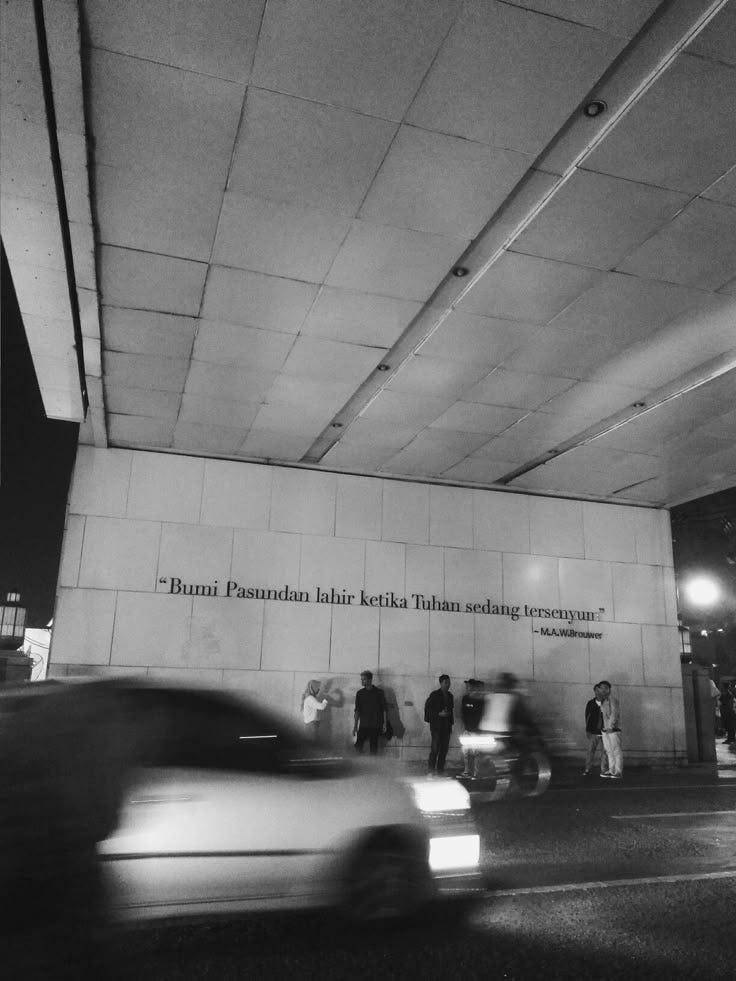 “Bumi Pasundan lahir ketika Tuhan sedang tersenyum”
~ M.A.W.Brouwer